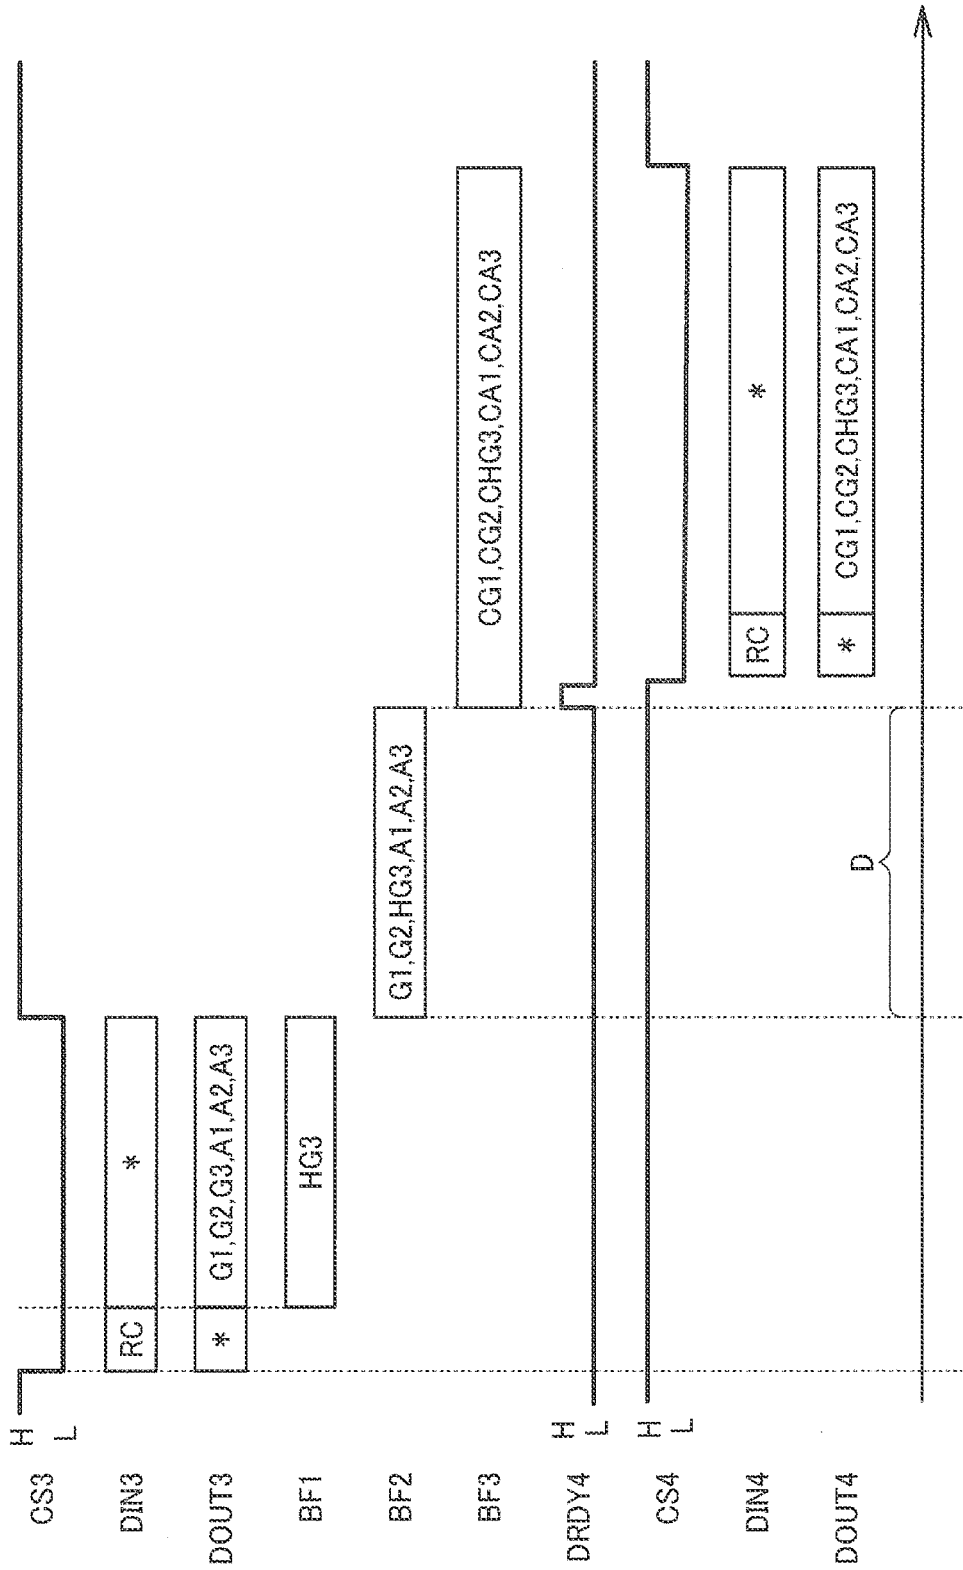 CS3 H L
DIN3 RC *
DOUT3 * G1,G2,G3,A1,A2,A3
BF1 HG3
BF2 G1,G2,HG3,A1,A2,A3
BF3 CG1,CG2,CHG3,CA1,CA2,CA3
DRDY4 H L
CS4 H L
DIN4 RC *
DOUT4 * CG1,CG2,CHG3,CA1,CA2,CA3
D